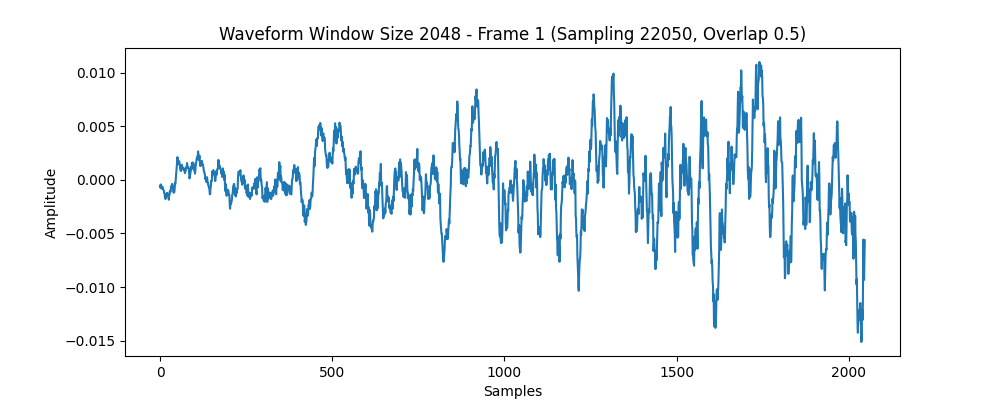 Waveform Window Size 2048 - Frame 1 (Sampling 22050, Overlap 0.5)
0.010
0.005
0.000
−0.005
−0.010
−0.015
Amplitude
0 500 1000 1500 2000
Samples